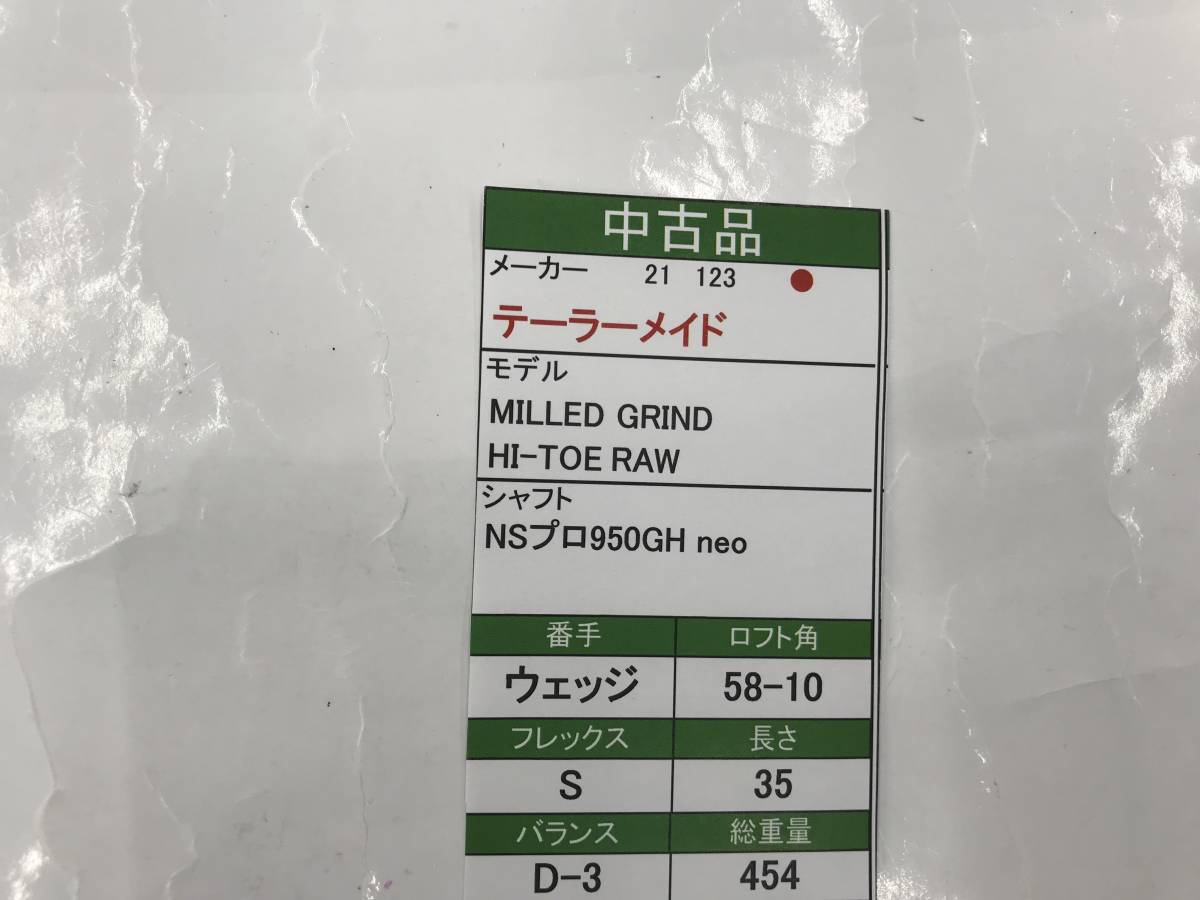 中古品
メーカー 21 123
テーラーメイド
モデル
MILLED GRIND
HI-TOE RAW
シャフト
NSプロ950GH neo
番手 ロフト角
ウェッジ 58-10
フレックス 長さ
S 35
バランス 総重量
D-3 454